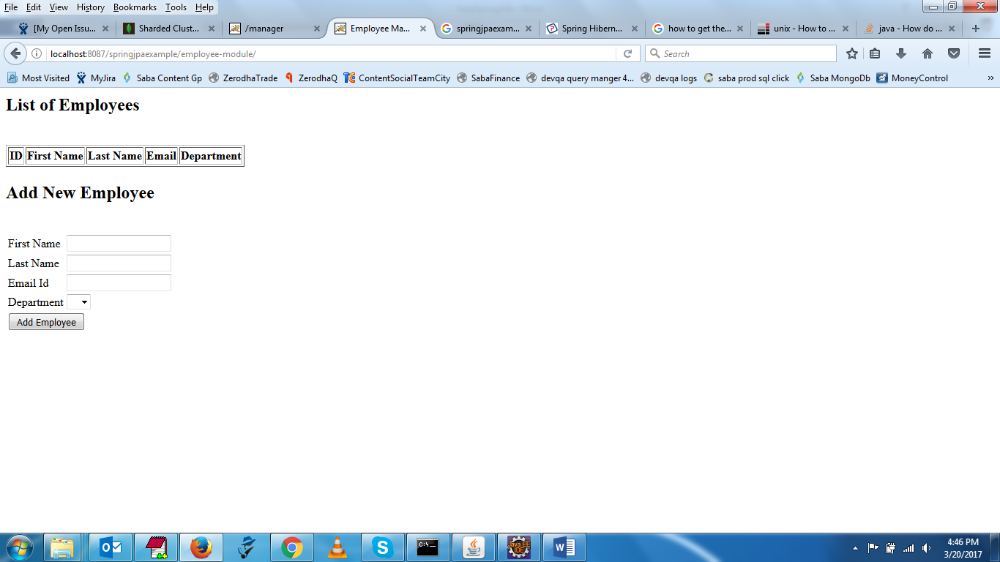 File Edit View History Bookmarks Tools Help
[My Open Issu... Sharded Clust... /manager Employee Ma... springjpaexam... Spring Hibern... how to get the... unix - How to ... java - How do ...
localhost:8087/springjpaexample/employee-module/ Search
Most Visited MyJira Saba Content Gp ZerodhaTrade ZerodhaQ ContentSocialTeamCity SabaFinance devqa query manger 4... devqa logs saba prod sql click Saba MongoDb MoneyControl
List of Employees
ID First Name Last Name Email Department
Add New Employee
First Name
Last Name
Email Id
Department
Add Employee
4:46 PM
3/20/2017